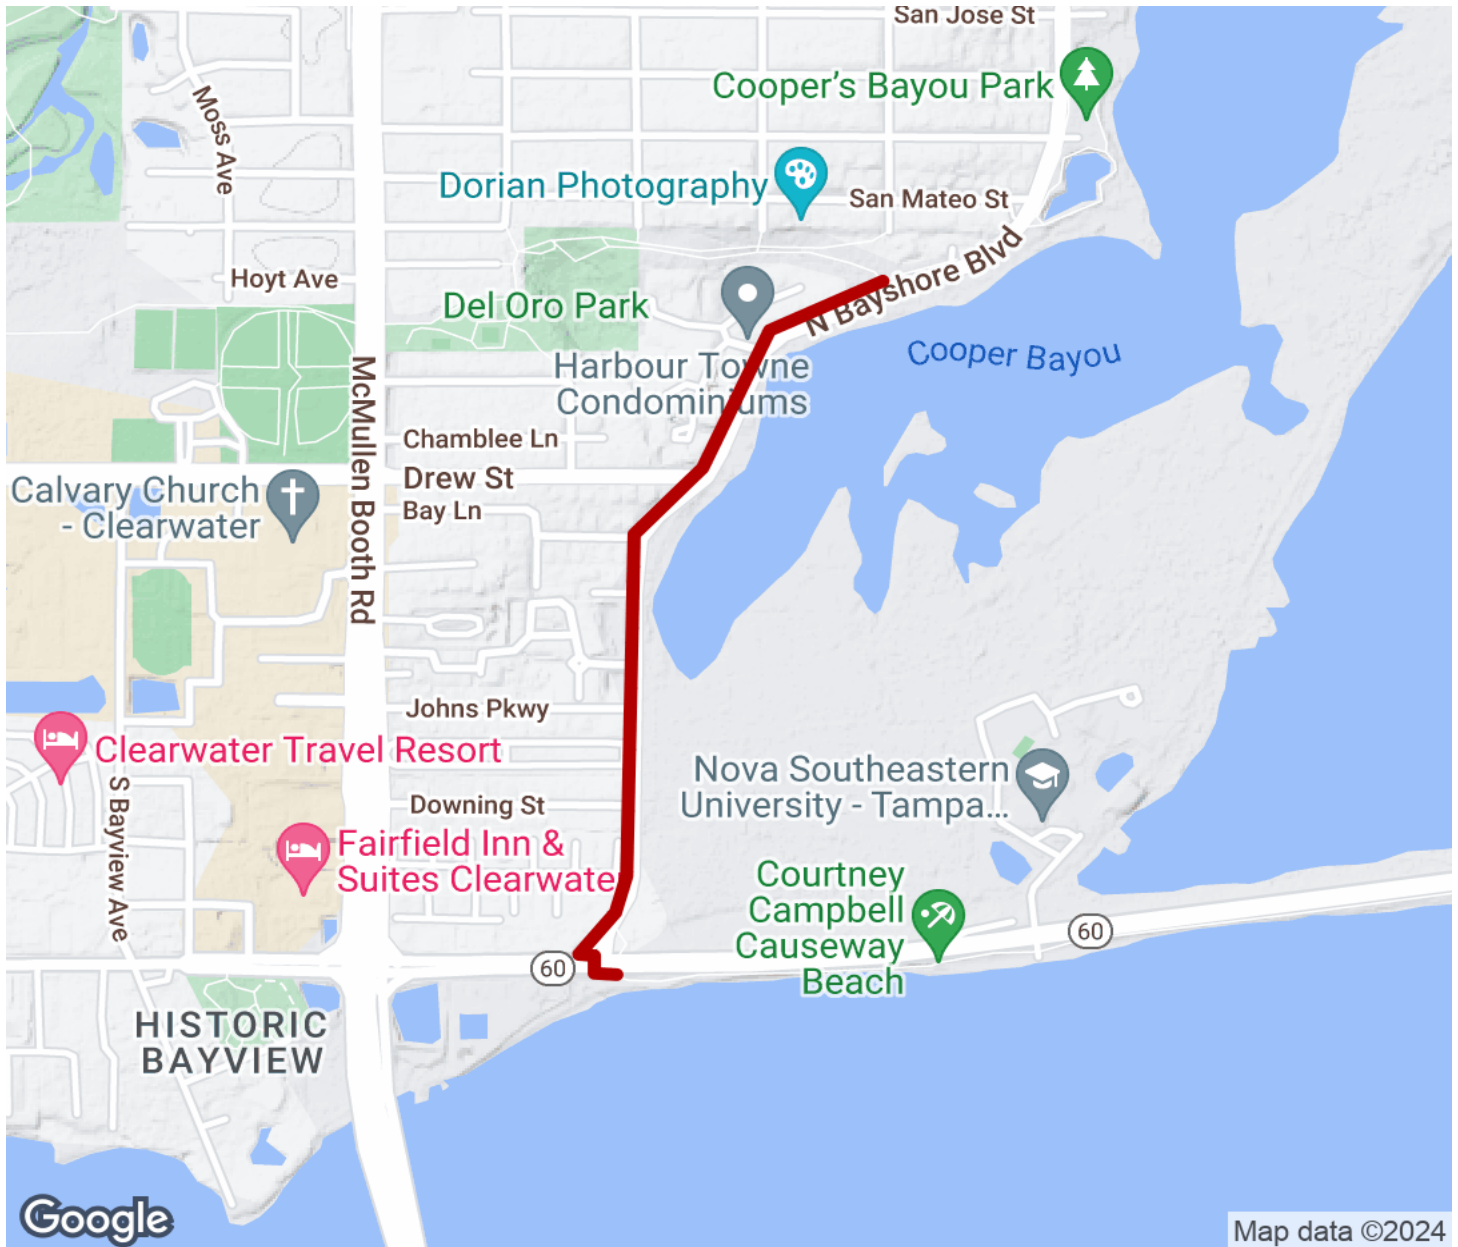 San Jose St
Cooper's Bayou Park
Moss Ave
Dorian Photography
San Mateo St
Hoyt Ave
N Bayshore Blvd
Del Oro Park
Cooper Bayou
Harbour Towne
Condominiums
McMullen Booth Rd
Chamblee Ln
Drew St
Bay Ln
Calvary Church
- Clearwater
Johns Pkwy
Clearwater Travel Resort
Nova Southeastern
University - Tampa...
S Bayview Ave
Downing St
Fairfield Inn &
Suites Clearwater
Courtney
Campbell
Causeway
Beach
60
60
HISTORIC
BAYVIEW
Google
Map data ©2024